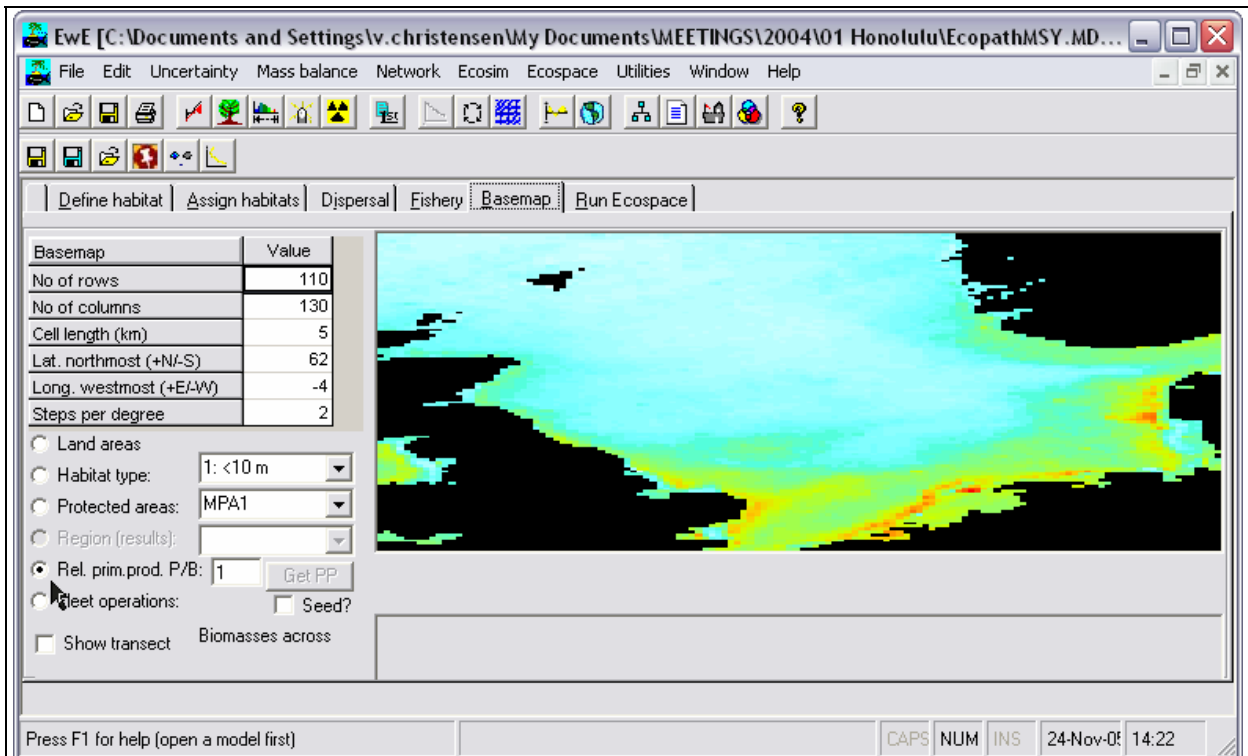 EwE [C:\Documents and Settings\v.christensen\My Documents\MEETINGS\2004\01 Honolulu\EcopathMSY.MD...
File Edit Uncertainty Mass balance Network Ecosim Ecospace Utilities Window Help
1st
Define habitat Assign habitats Dispersal Fishery Basemap Run Ecospace
Basemap Value
No of rows 110
No of columns 130
Cell length (km) 5
Lat. northmost (+N/-S) 62
Long. westmost (+E/-W) -4
Steps per degree 2
Land areas
Habitat type: 1: <10 m
Protected areas: MPA1
Region (results):
Rel. prim.prod. P/B: 1 Get PP
Fleet operations: Seed?
Show transect Biomasses across
Press F1 for help (open a model first) CAPS NUM INS 24-Nov-05 14:22